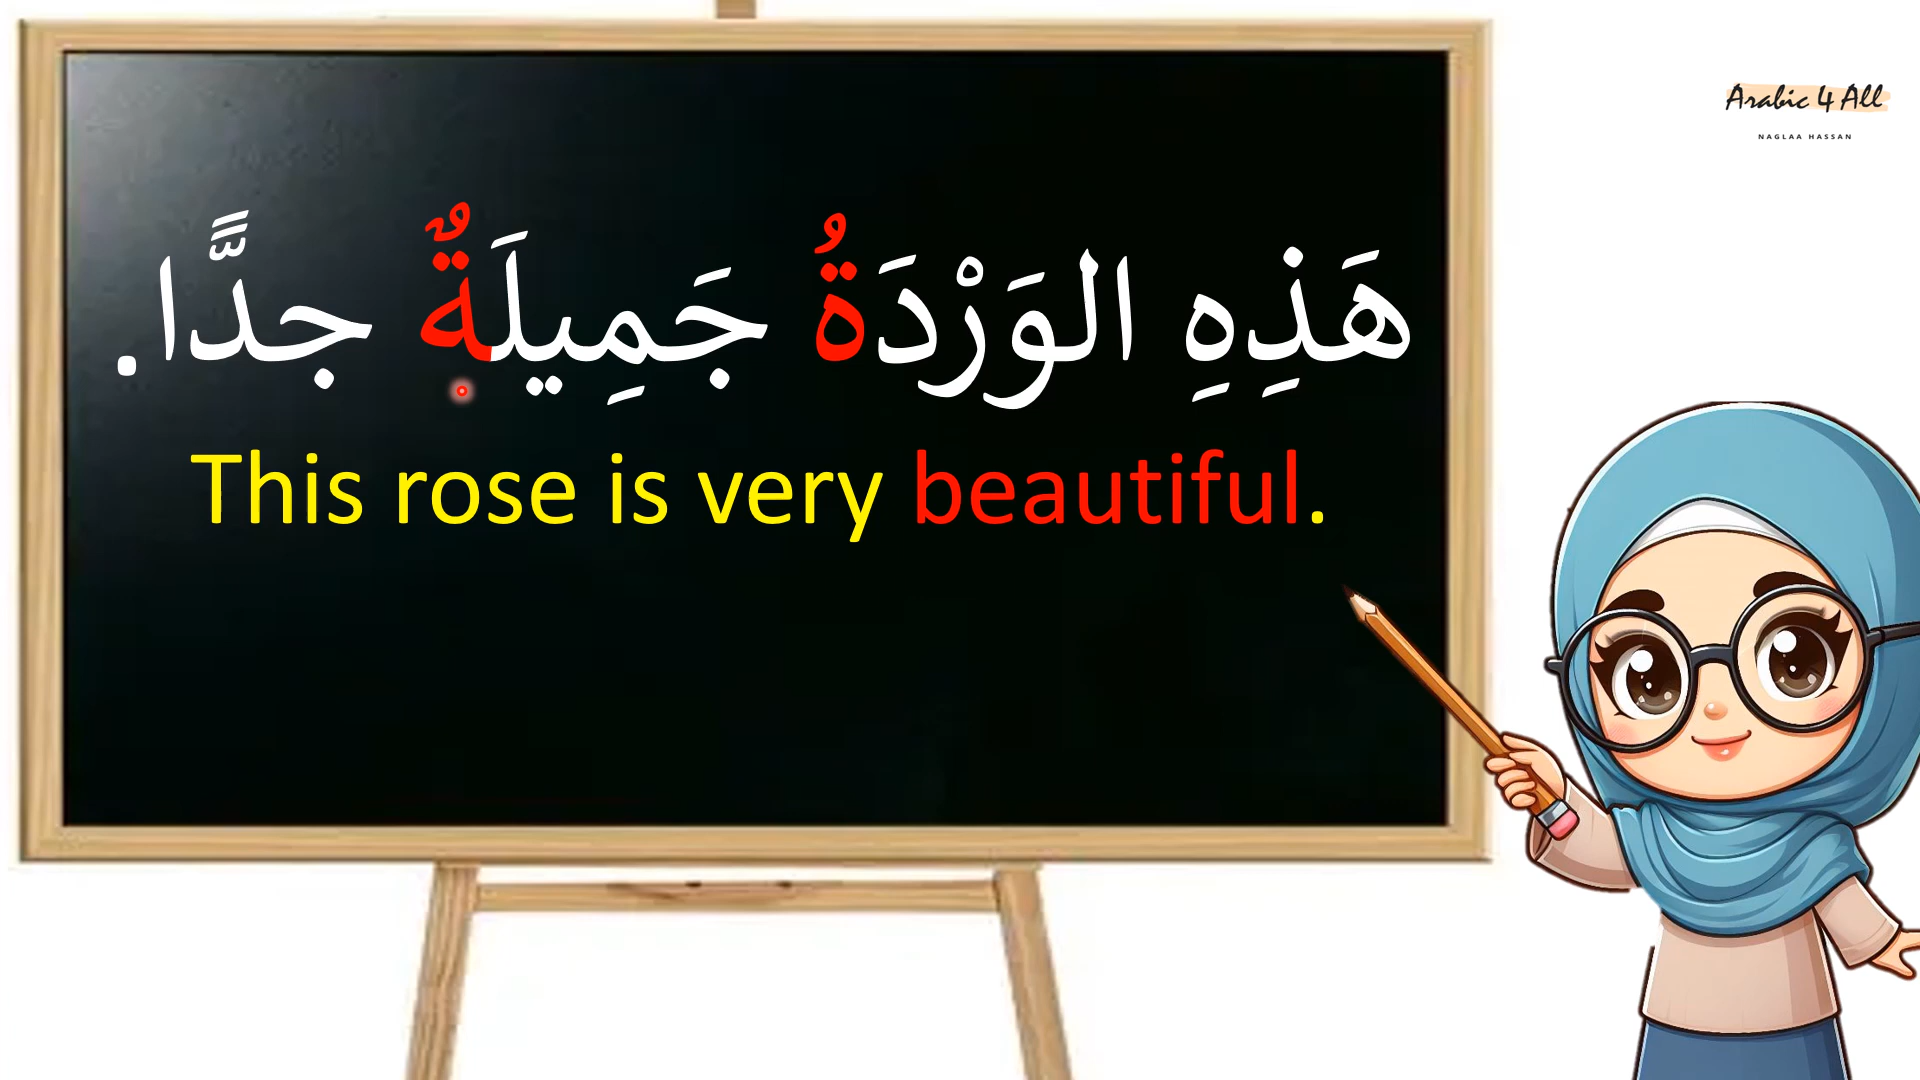 هَذِهِ الوَرْدَةُ جَمِيلَةٌ جدًّا.
This rose is very beautiful.
Arabic 4 All
NAGLAA HASSAN